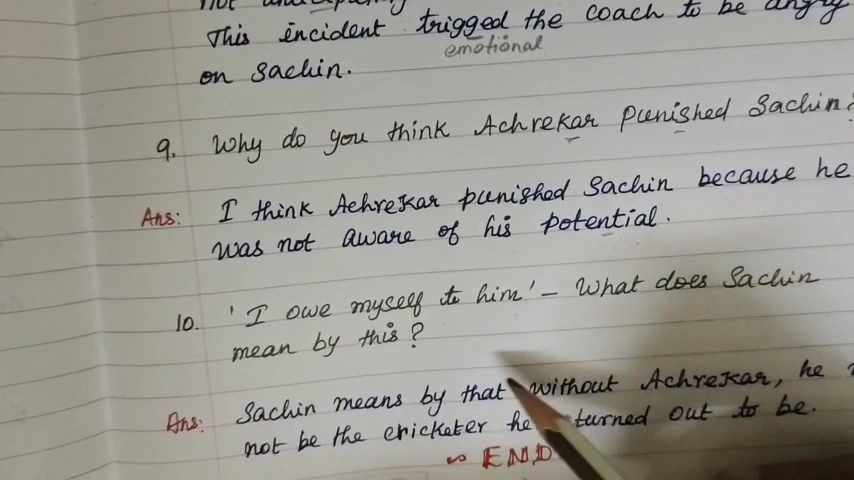 This incident trigged the coach to be angry
emotional
on Sachin.
9. Why do you think Achrekar punished Sachin?
Ans: I think Achrekar punished Sachin because he
was not aware of his potential.
10. 'I owe myself to him' - What does Sachin
mean by this?
Ans: Sachin means by that without Achrekar, he
not be the cricketer he turned out to be.
END